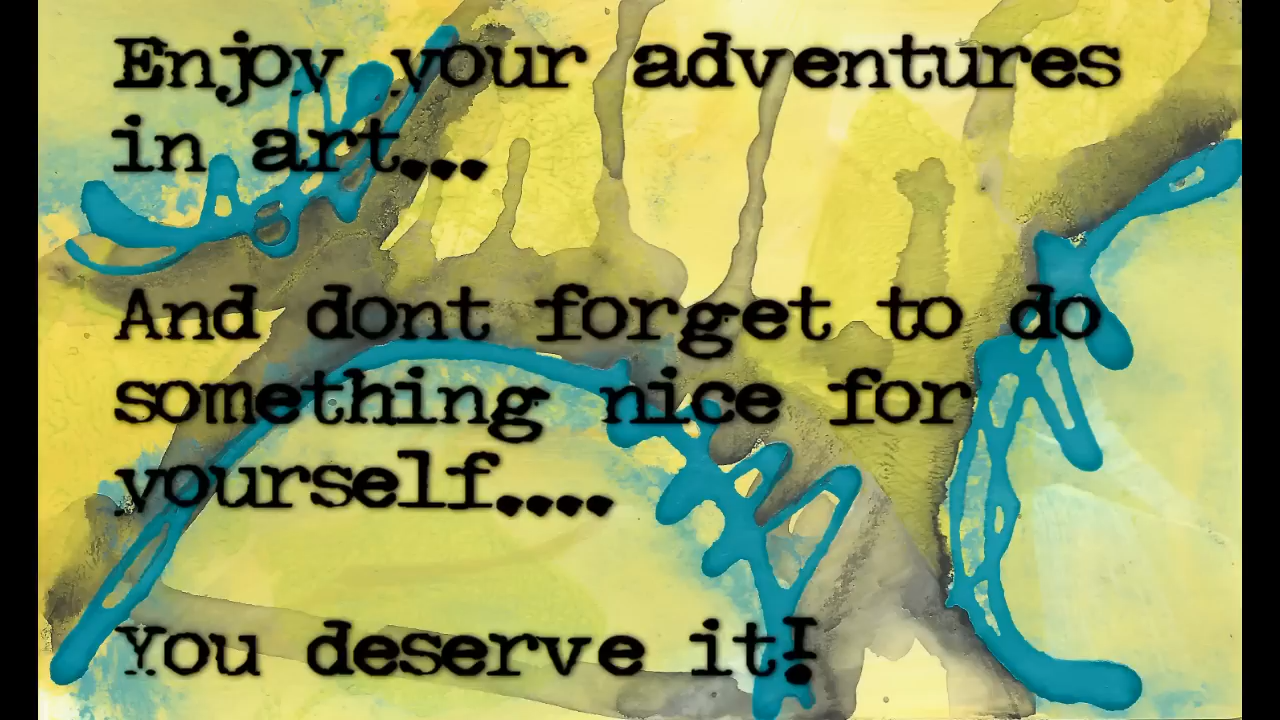 Enjoy your adventures
in art...
And dont forget to do
something nice for
yourself....
You deserve it!